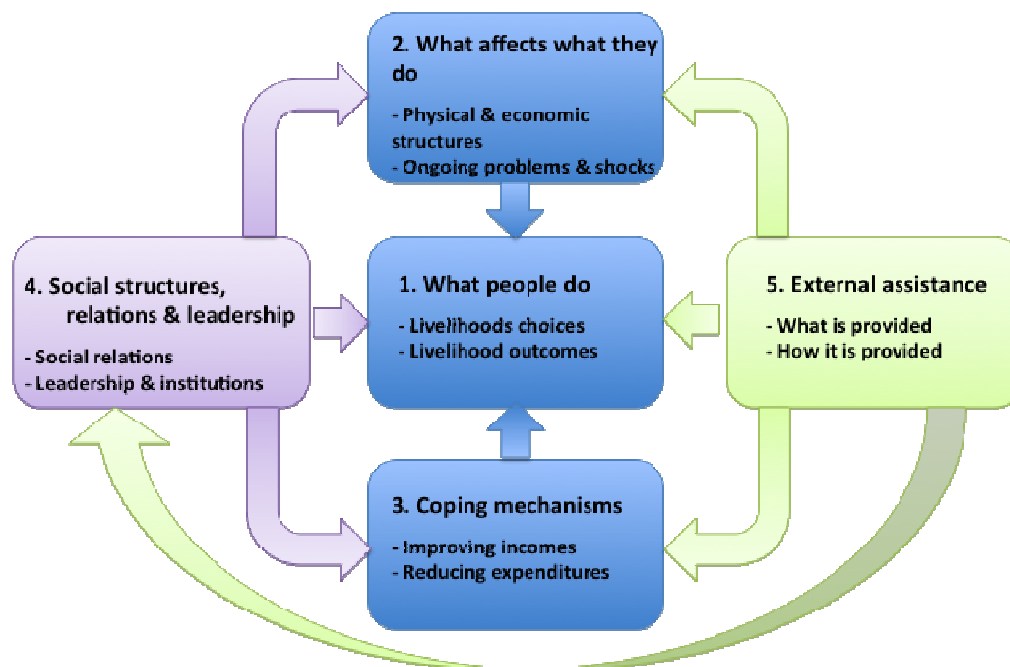 2. What affects what they
do
- Physical & economic
structures
- Ongoing problems & shocks
4. Social structures,
relations & leadership
- Social relations
- Leadership & institutions
1. What people do
- Livelihoods choices
- Livelihood outcomes
5. External assistance
- What is provided
- How it is provided
3. Coping mechanisms
- Improving incomes
- Reducing expenditures